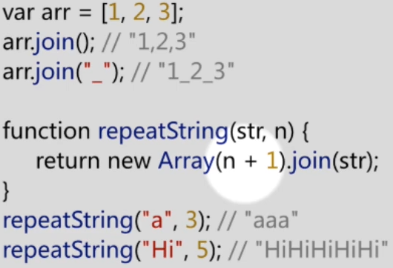 var arr = [1, 2, 3];
arr.join(); // "1,2,3"
arr.join("_"); // "1_2_3"
function repeatString(str, n) {
return new Array(n + 1).join(str);
}
repeatString("a", 3); // "aaa"
repeatString("Hi", 5); // "HiHiHiHiHi"